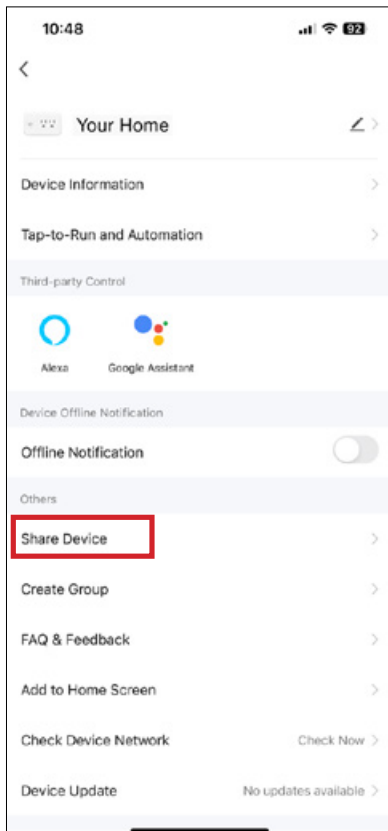 10:48
92
Your Home
Device Information
Tap-to-Run and Automation
Third-party Control
Alexa Google Assistant
Device Offline Notification
Offline Notification
Others
Share Device
Create Group
FAQ & Feedback
Add to Home Screen
Check Device Network Check Now
Device Update No updates available